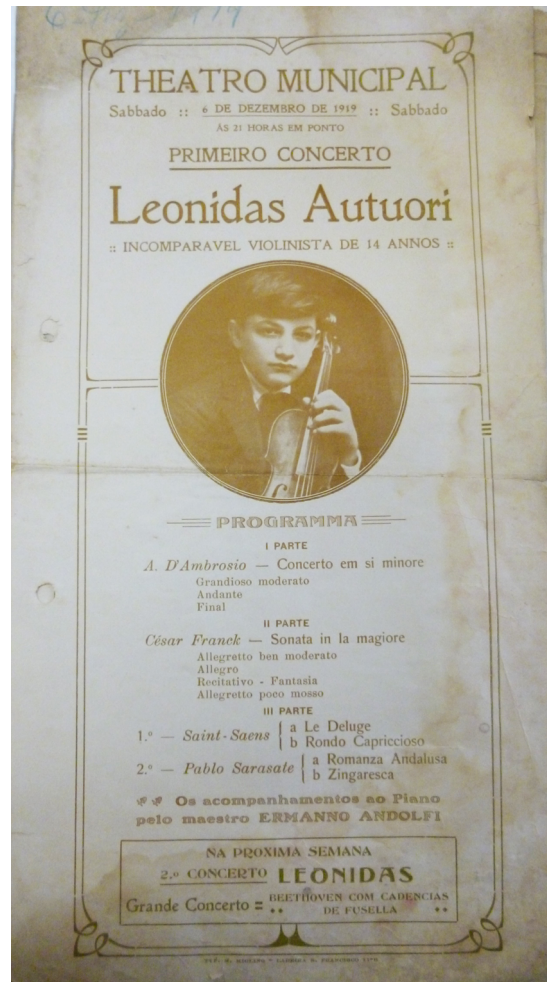 1919
THEATRO MUNICIPAL
Sabbado :: 6 DE DEZEMBRO DE 1919 :: Sabbado
ÁS 21 HORAS EM PONTO
PRIMEIRO CONCERTO
Leonidas Autuori
:: INCOMPARAVEL VIOLINISTA DE 14 ANNOS ::
PROGRAMMA
I PARTE
A. D'Ambrosio — Concerto em si minore
Grandioso moderato
Andante
Final
II PARTE
César Franck — Sonata in la magiore
Allegretto ben moderato
Allegro
Recitativo - Fantasia
Allegretto poco mosso
III PARTE
1.º — Saint-Saens { a Le Deluge
b Rondo Capriccioso
2.º — Pablo Sarasate { a Romanza Andalusa
b Zingaresca
Os acompanhamentos ao Piano
pelo maestro ERMANNO ANDOLFI
NA PROXIMA SEMANA
2.º CONCERTO LEONIDAS
Grande Concerto = BEETHOVEN COM CADENCIAS
DE FUSELLA